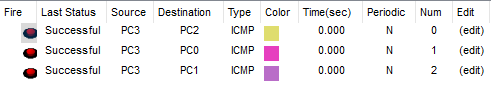 Fire Last Status Source Destination Type Color Time(sec) Periodic Num Edit
Successful PC3 PC2 ICMP 0.000 N 0 (edit)
Successful PC3 PC0 ICMP 0.000 N 1 (edit)
Successful PC3 PC1 ICMP 0.000 N 2 (edit)